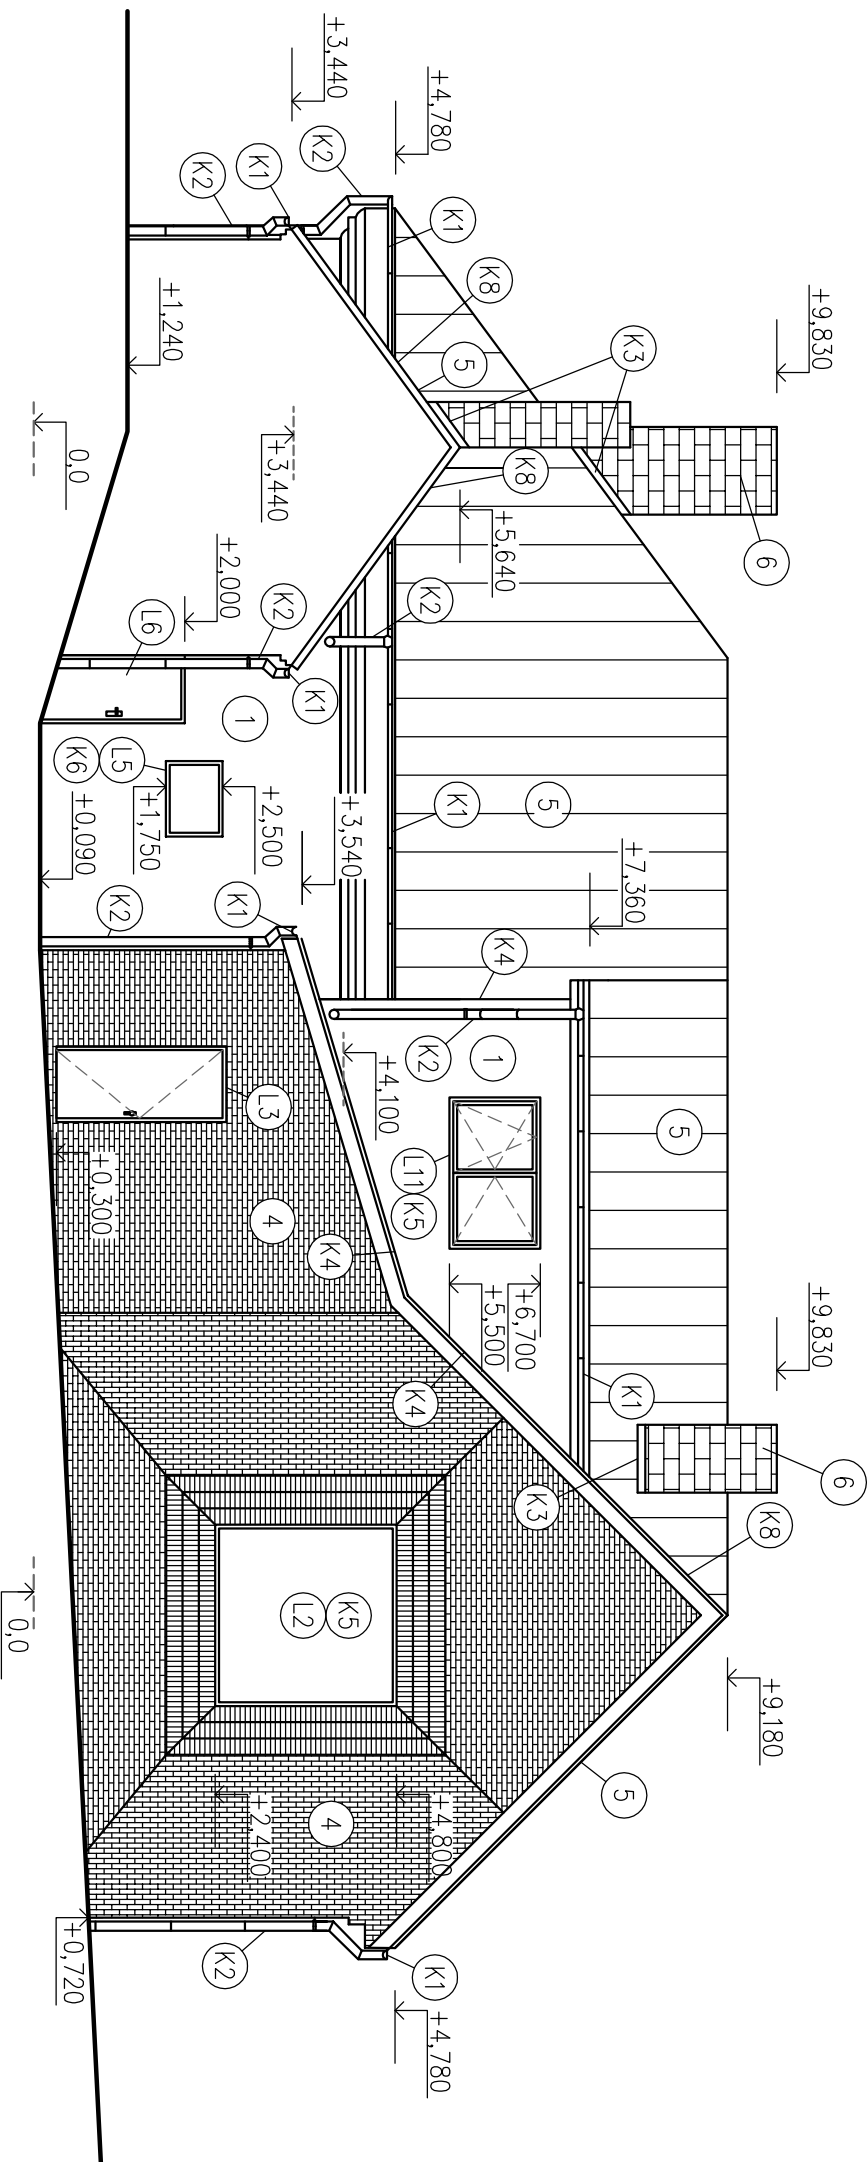 +3,440
+4,780
K2
K1
K2
K1
K8
5
K3
+9,830
+1,240
0,0
+3,440
K8
+5,640
6
+2,000
K2
L6
K2
K1
1
K6
L5
+1,750
+2,500
+0,090
+3,540
K1
5
+7,360
K2
K1
K4
K2
1
+4,100
L3
+0,300
4
L11
K5
K4
5
+5,500
+6,700
K4
K1
+9,830
6
K3
K8
K5
L2
0,0
+9,180
5
4
+2,400
+4,800
K2
+0,720
K1
+4,780